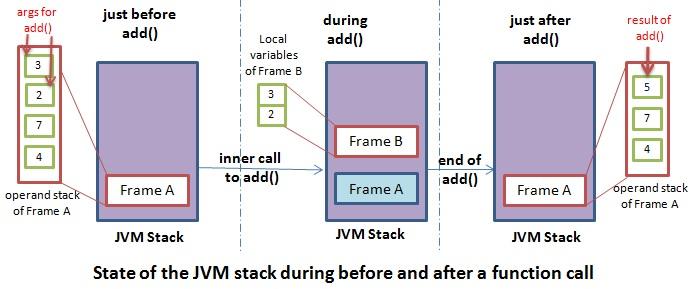 args for
add()
3
2
7
4
operand stack
of Frame A
just before
add()
Frame A
JVM Stack
inner call
to add()
Local
variables
of Frame B
3
2
during
add()
Frame B
Frame A
JVM Stack
end of
add()
just after
add()
Frame A
JVM Stack
result of
add()
5
7
4
operand stack
of Frame A
State of the JVM stack during before and after a function call